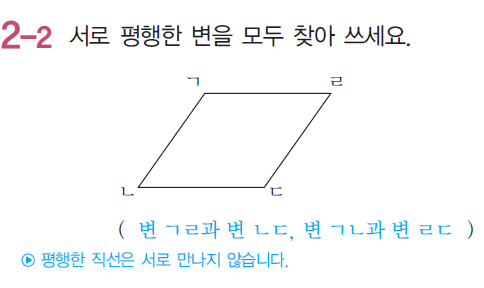 2-2 서로 평행한 변을 모두 찾아 쓰세요.
ㄱ ㄹ
ㄴ ㄷ
( 변 ㄱㄹ과 변 ㄴㄷ, 변 ㄱㄴ과 변 ㄹㄷ )
평행한 직선은 서로 만나지 않습니다.